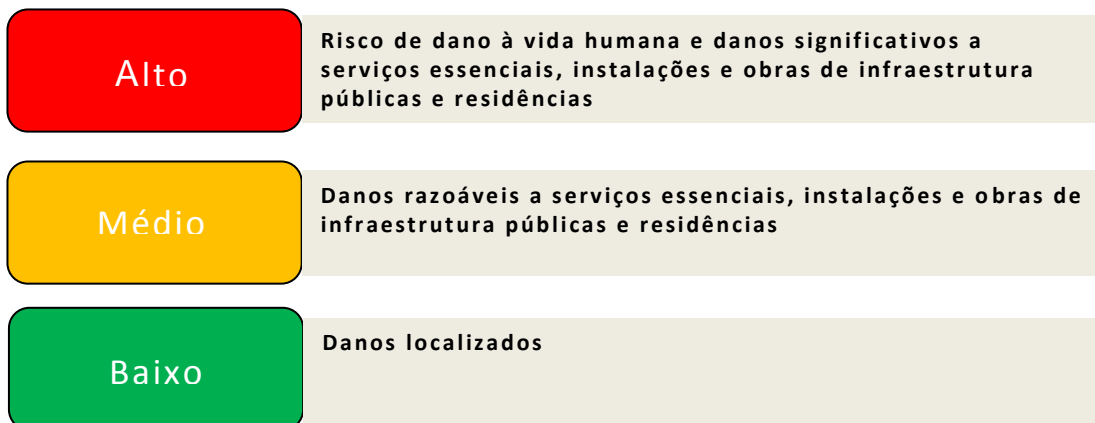 Alto
Risco de dano à vida humana e danos significativos a
serviços essenciais, instalações e obras de infraestrutura
públicas e residências
Médio
Danos razoáveis a serviços essenciais, instalações e obras de
infraestrutura públicas e residências
Baixo
Danos localizados